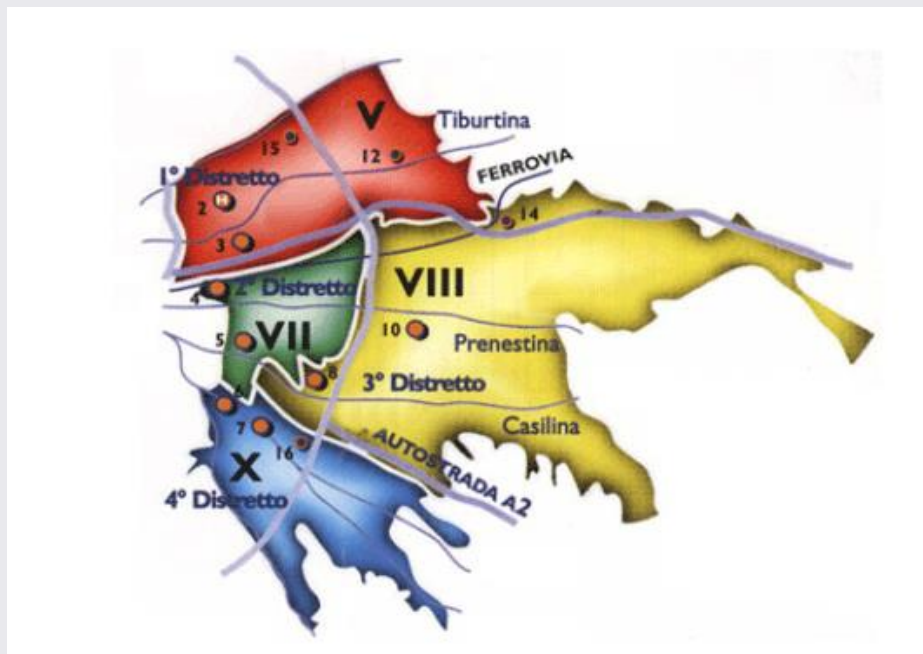 V
Tiburtina
15
12
FERROVIA
1° Distretto
2
H
14
3
VIII
2° Distretto
4
10
5
VII
Prenestina
8
3° Distretto
6
Casilina
7
AUTOSTRADA A2
16
X
4° Distretto